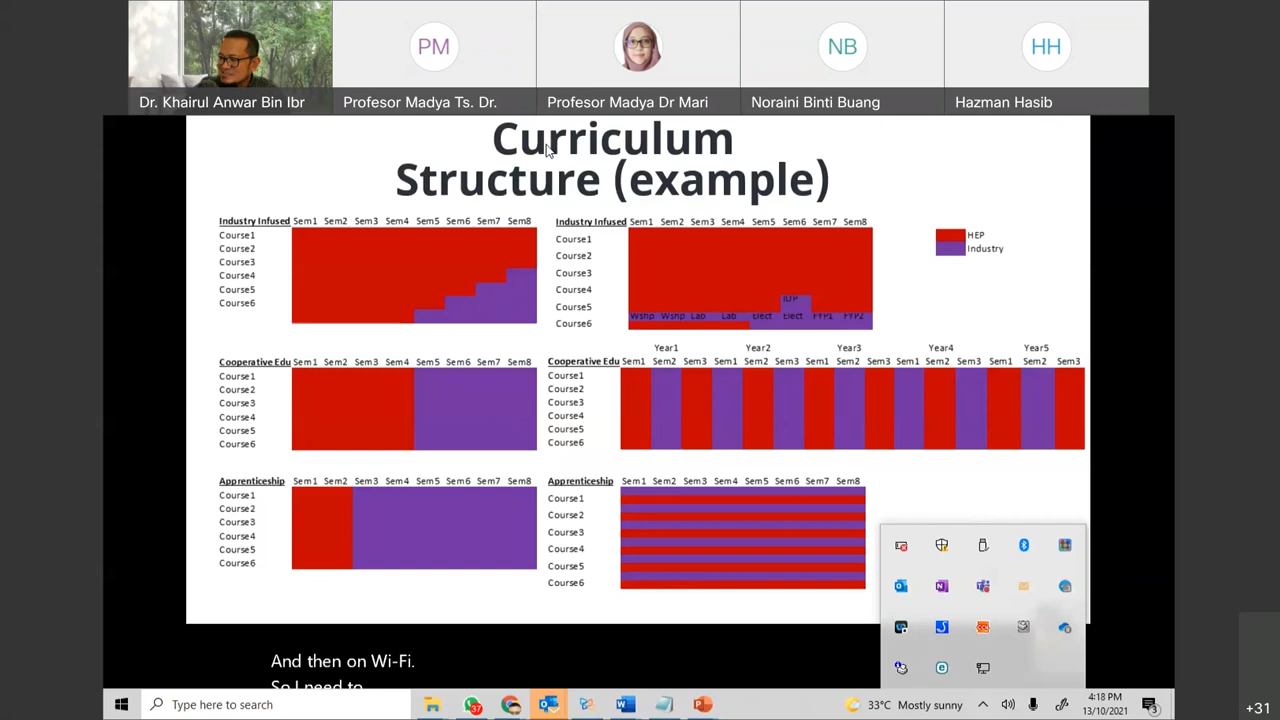 PM
NB
HH
Dr. Khairul Anwar Bin Ibr
Profesor Madya Ts. Dr.
Profesor Madya Dr Mari
Noraini Binti Buang
Hazman Hasib
Curriculum
Structure (example)
Industry Infused Sem1 Sem2 Sem3 Sem4 Sem5 Sem6 Sem7 Sem8
Course1
Course2
Course3
Course4
Course5
Course6
Industry Infused Sem1 Sem2 Sem3 Sem4 Sem5 Sem6 Sem7 Sem8
Course1
Course2
Course3
Course4
Course5
IDP
Wshp Wshp Lab Lab Elect Elect FYP1 FYP2
Course6
HEP
Industry
Cooperative Edu Sem1 Sem2 Sem3 Sem4 Sem5 Sem6 Sem7 Sem8
Course1
Course2
Course3
Course4
Course5
Course6
Year1 Year2 Year3 Year4 Year5
Cooperative Edu Sem1 Sem2 Sem3 Sem1 Sem2 Sem3 Sem1 Sem2 Sem3 Sem1 Sem2 Sem3 Sem1 Sem2 Sem3
Course1
Course2
Course3
Course4
Course5
Course6
Apprenticeship Sem1 Sem2 Sem3 Sem4 Sem5 Sem6 Sem7 Sem8
Course1
Course2
Course3
Course4
Course5
Course6
Apprenticeship Sem1 Sem2 Sem3 Sem4 Sem5 Sem6 Sem7 Sem8
Course1
Course2
Course3
Course4
Course5
Course6
And then on Wi-Fi.
So I need to
Type here to search
37
33°C Mostly sunny
4:18 PM
13/10/2021
3
+31